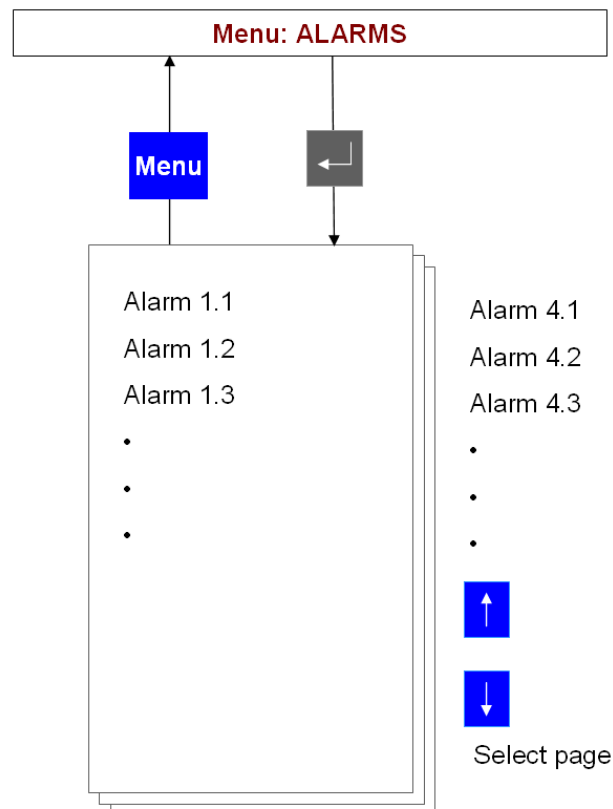 Menu: ALARMS
Menu
Alarm 1.1
Alarm 1.2
Alarm 1.3
•
•
•
Alarm 4.1
Alarm 4.2
Alarm 4.3
•
•
•
Select page